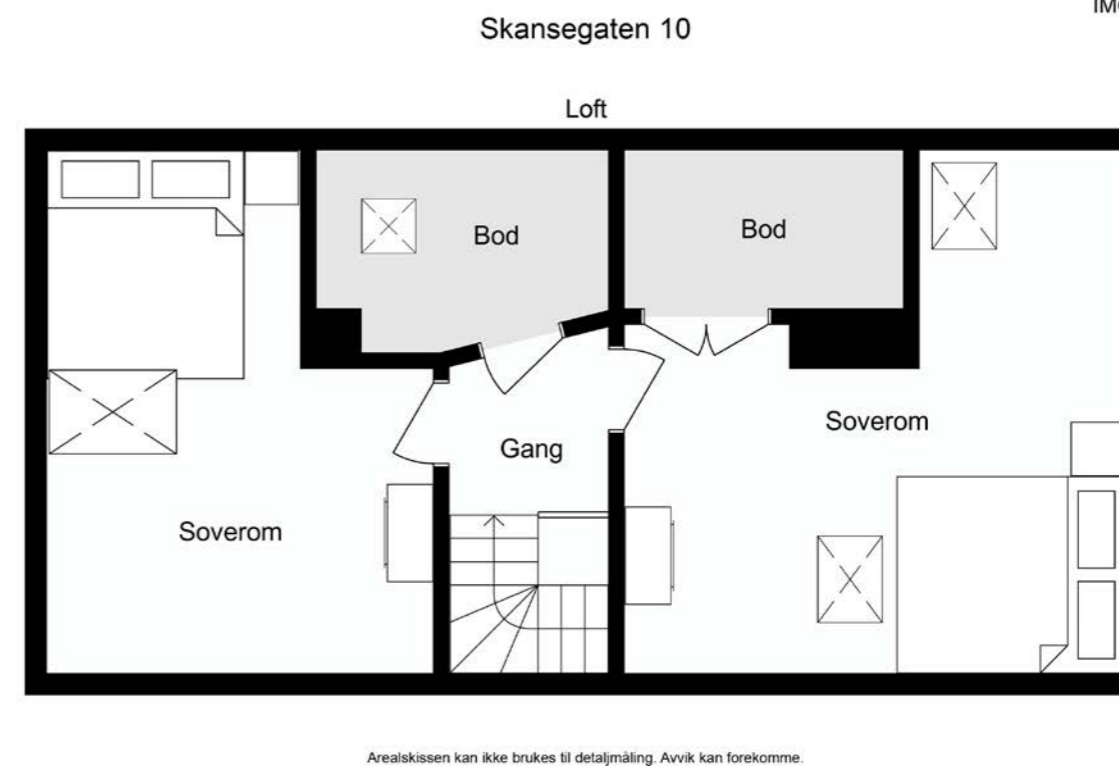 Skansegaten 10
Loft
Bod
Bod
Soverom
Gang
Soverom
Arealskissen kan ikke brukes til detaljmåling. Avvik kan forekomme.